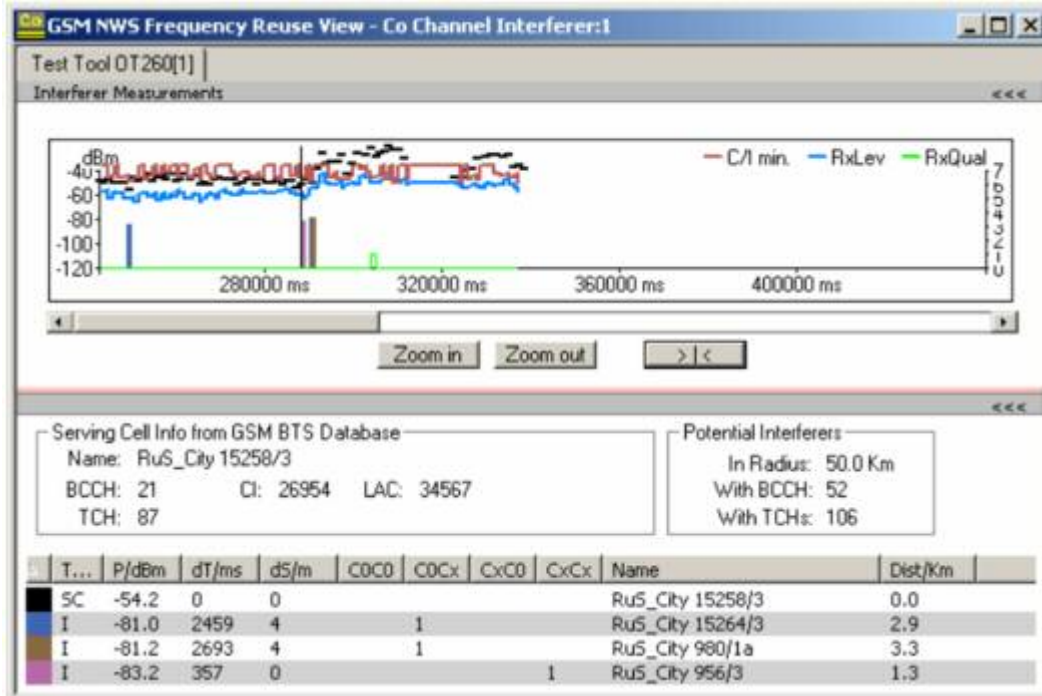 Co GSM NWS Frequency Reuse View - Co Channel Interferer:1
Test Tool OT260[1]
Interferer Measurements <<<
dBm
-40
-60
-80
-100
-120
C/I min. RxLev RxQual
7
6
5
4
3
2
1
0
280000 ms 320000 ms 360000 ms 400000 ms
Zoom in Zoom out >|<
<<<
Serving Cell Info from GSM BTS Database
Name: RuS_City 15258/3
BCCH: 21 CI: 26954 LAC: 34567
TCH: 87
Potential Interferers
In Radius: 50.0 Km
With BCCH: 52
With TCHs: 106
T... P/dBm dT/ms dS/m C0C0 C0Cx CxC0 CxCx Name Dist/Km
SC -54.2 0 0 RuS_City 15258/3 0.0
I -81.0 2459 4 1 RuS_City 15264/3 2.9
I -81.2 2693 4 1 RuS_City 980/1a 3.3
I -83.2 357 0 1 RuS_City 956/3 1.3